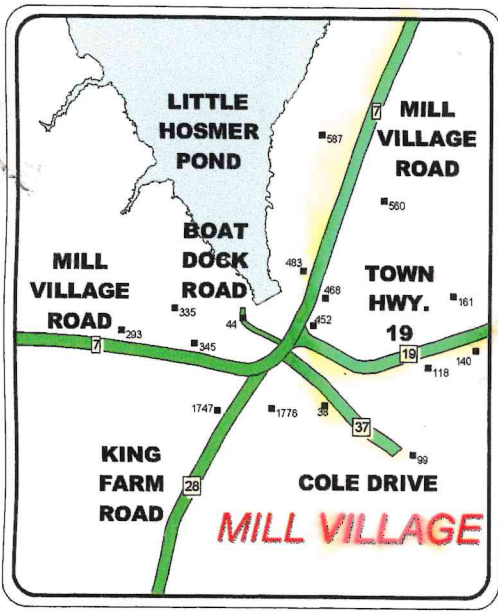 LITTLE
HOSMER
POND
7
MILL
VILLAGE
ROAD
587
560
BOAT
DOCK
ROAD
MILL
VILLAGE
ROAD
483
TOWN
HWY.
19
468
161
335
44
452
293
7
345
19
140
118
1747
1776
38
37
99
KING
FARM
ROAD
28
COLE DRIVE
MILL VILLAGE